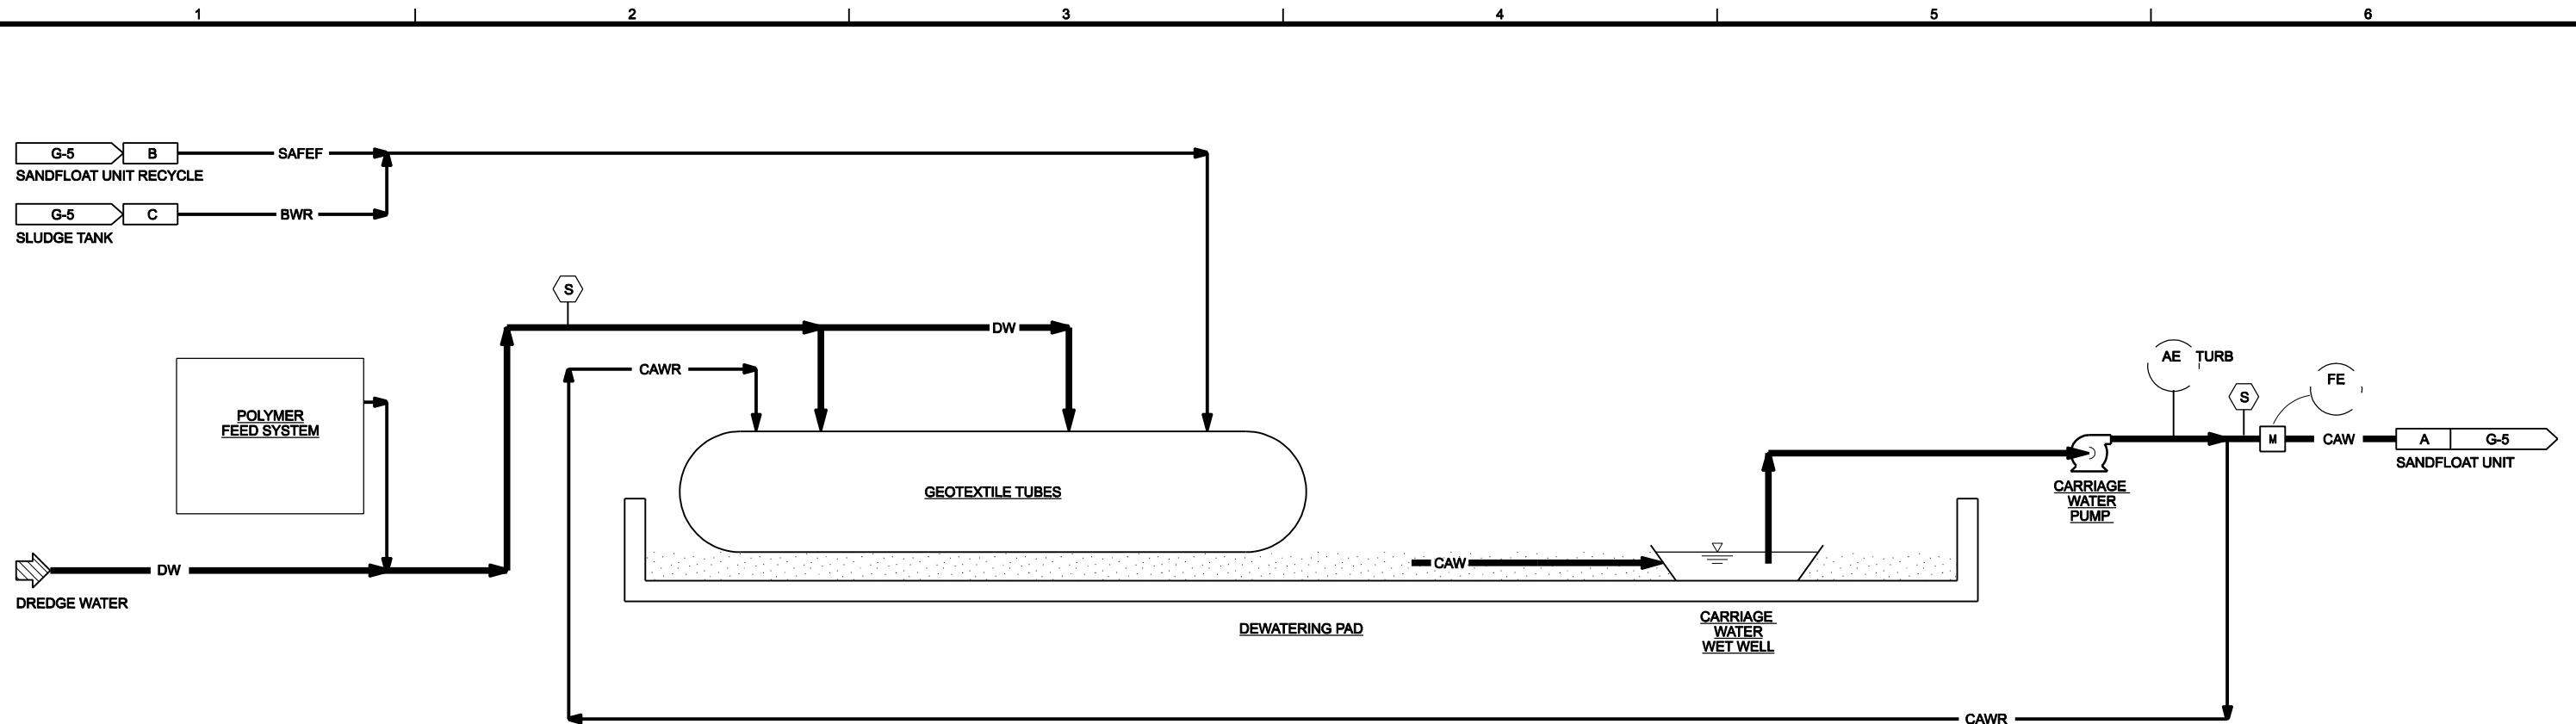 1 2 3 4 5 6
G-5 B SAFEF
SANDFLOAT UNIT RECYCLE
G-5 C BWR
SLUDGE TANK
S
DW
CAWR
POLYMER
FEED SYSTEM
GEOTEXTILE TUBES
DW
DREDGE WATER
CAW
DEWATERING PAD
CARRIAGE
WATER
WET WELL
CARRIAGE
WATER
PUMP
AE TURB
S
FE
M CAW A G-5
SANDFLOAT UNIT
CAWR